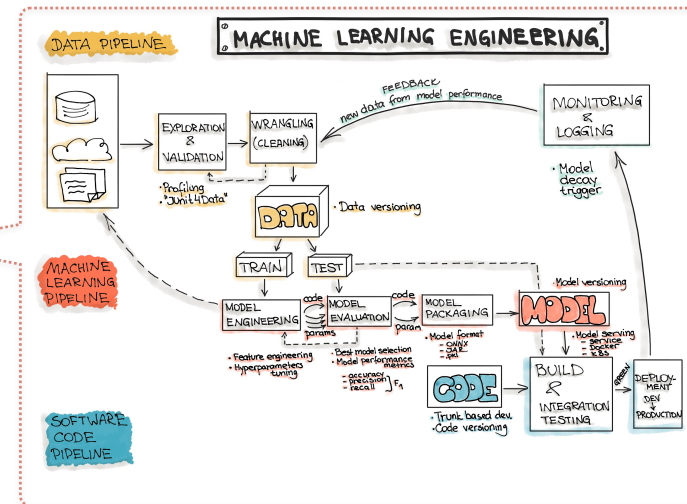 MACHINE LEARNING ENGINEERING
DATA PIPELINE
FEEDBACK
new data from model performance
MONITORING
&
LOGGING
EXPLORATION
&
VALIDATION
WRANGLING
(CLEANING)
• Profiling
• "JUnit4Data"
• Model
decay
trigger
DATA
• Data versioning
TRAIN
TEST
MACHINE
LEARNING
PIPELINE
• Model versioning
MODEL
ENGINEERING
code
params
MODEL
EVALUATION
code
param
MODEL
PACKAGING
MODEL
• Feature engineering
• Hyperparameters
tuning
• Best model selection
• Model performance
metrics
- accuracy
- precision
- recall
F1
• Model format
- ONNX
- JAR
- pkl
• Model serving
- service
- Docker
- K8s
CODE
• Trunk based dev.
• Code versioning
BUILD
&
INTEGRATION
TESTING
GREEN
DEPLOY-
MENT
DEV
PRODUCTION
SOFTWARE
CODE
PIPELINE